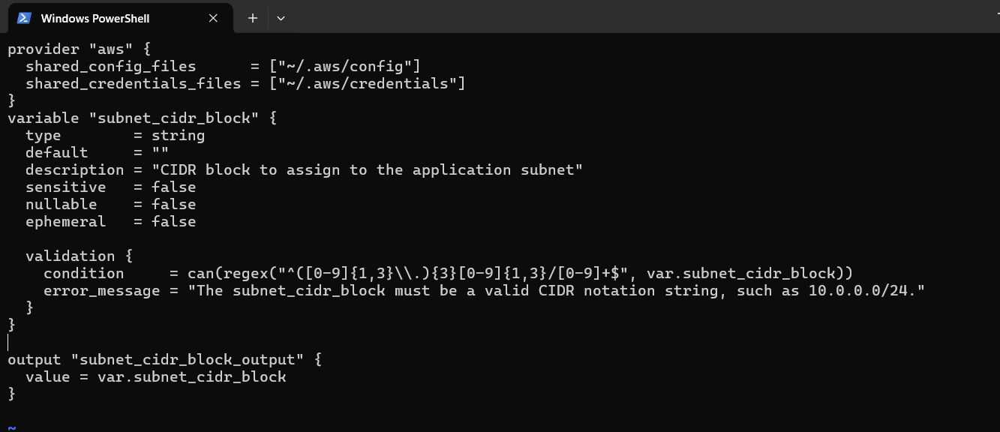 Windows PowerShell
provider "aws" {
  shared_config_files      = ["~/.aws/config"]
  shared_credentials_files = ["~/.aws/credentials"]
}
variable "subnet_cidr_block" {
  type        = string
  default     = ""
  description = "CIDR block to assign to the application subnet"
  sensitive   = false
  nullable    = false
  ephemeral   = false

  validation {
    condition     = can(regex("^([0-9]{1,3}\\.){3}[0-9]{1,3}/[0-9]+$", var.subnet_cidr_block))
    error_message = "The subnet_cidr_block must be a valid CIDR notation string, such as 10.0.0.0/24."
  }
}

output "subnet_cidr_block_output" {
  value = var.subnet_cidr_block
}

~